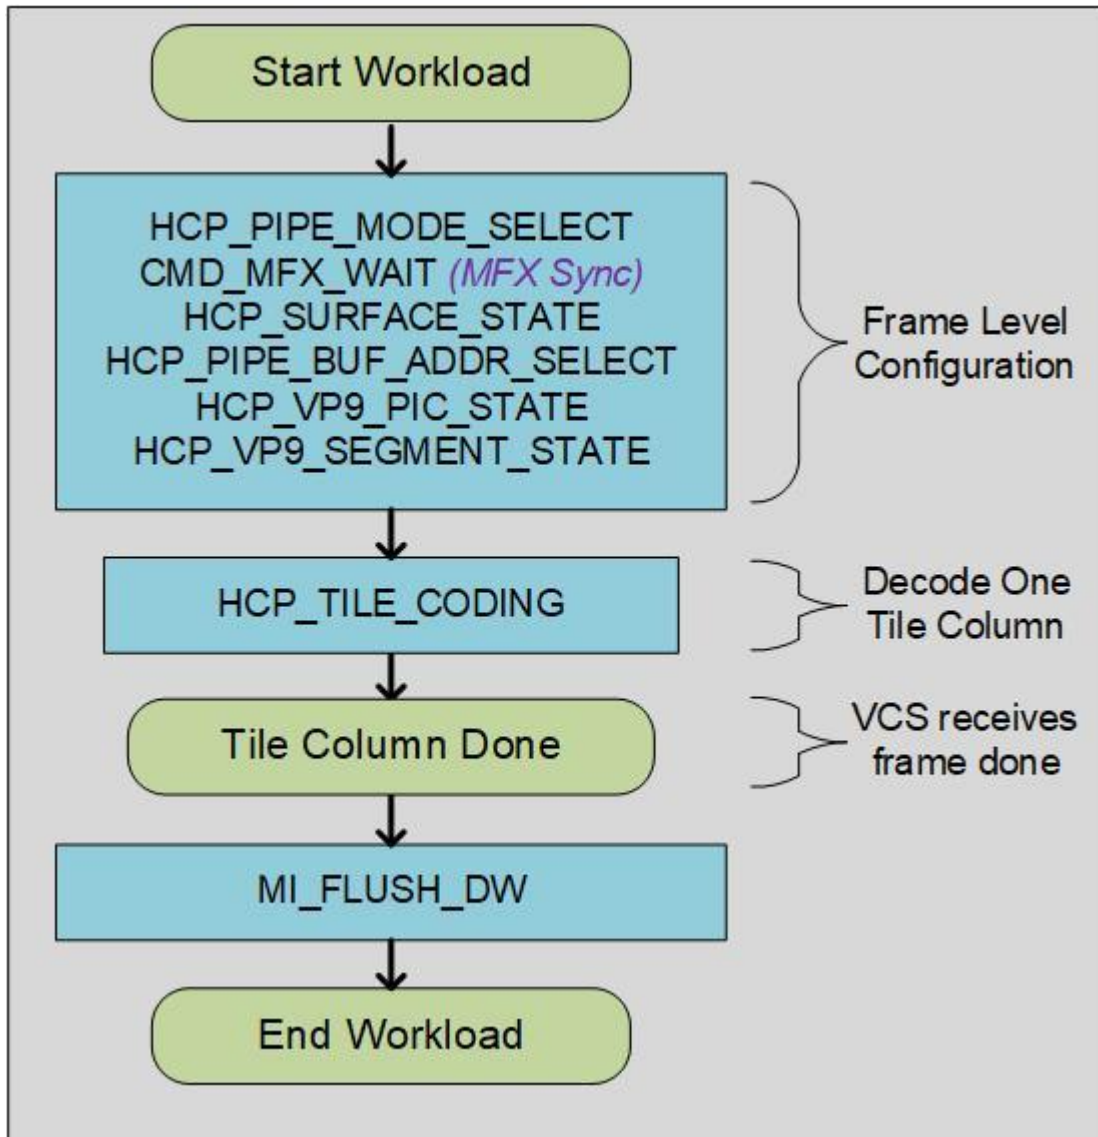 Start Workload
HCP_PIPE_MODE_SELECT
CMD_MFX_WAIT (MFX Sync)
HCP_SURFACE_STATE
HCP_PIPE_BUF_ADDR_SELECT
HCP_VP9_PIC_STATE
HCP_VP9_SEGMENT_STATE
Frame Level
Configuration
HCP_TILE_CODING
Decode One
Tile Column
Tile Column Done
VCS receives
frame done
MI_FLUSH_DW
End Workload